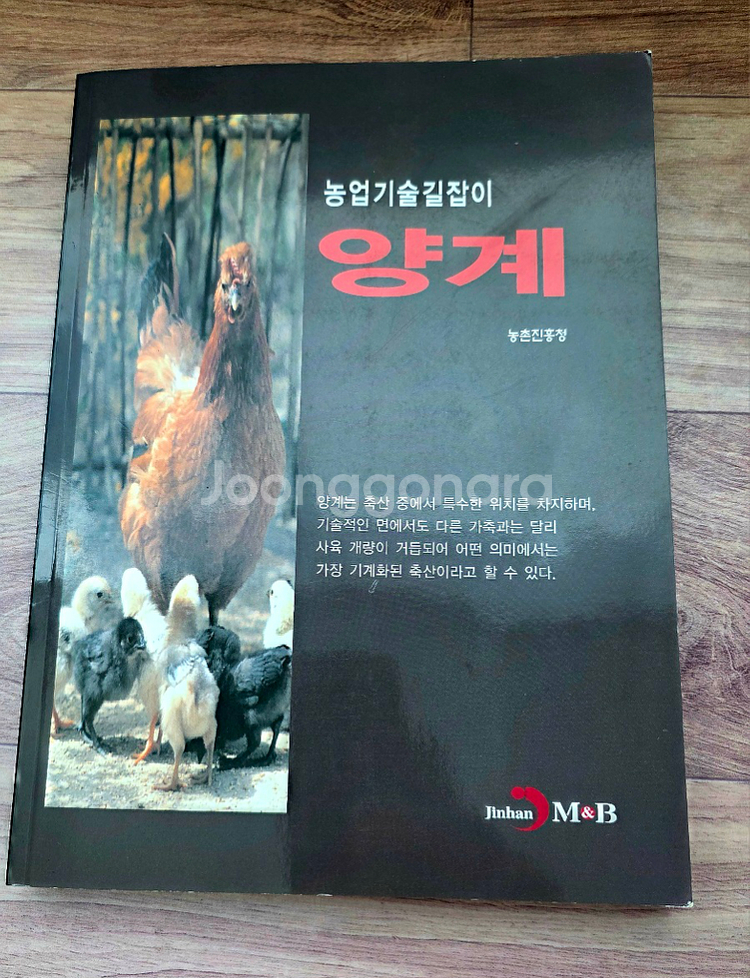 농업기술길잡이
양계
농촌진흥청
Joonggonara
양계는 축산 중에서 특수한 위치를 차지하며,
기술적인 면에서도 다른 가축과는 달리
사육 개량이 거듭되어 어떤 의미에서는
가장 기계화된 축산이라고 할 수 있다.
Jinhan M&B